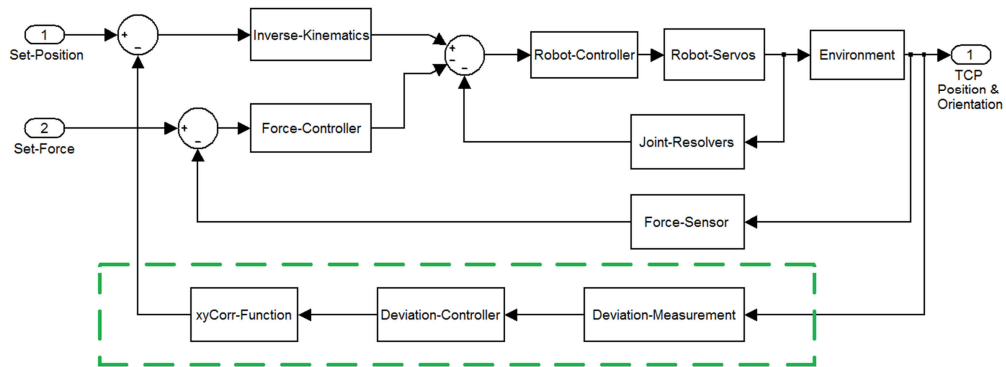 1
Set-Position
+
−
Inverse-Kinematics
+
−
−
Robot-Controller
Robot-Servos
Environment
1
TCP
Position &
Orientation
2
Set-Force
+
−
Force-Controller
Joint-Resolvers
Force-Sensor
xyCorr-Function
Deviation-Controller
Deviation-Measurement